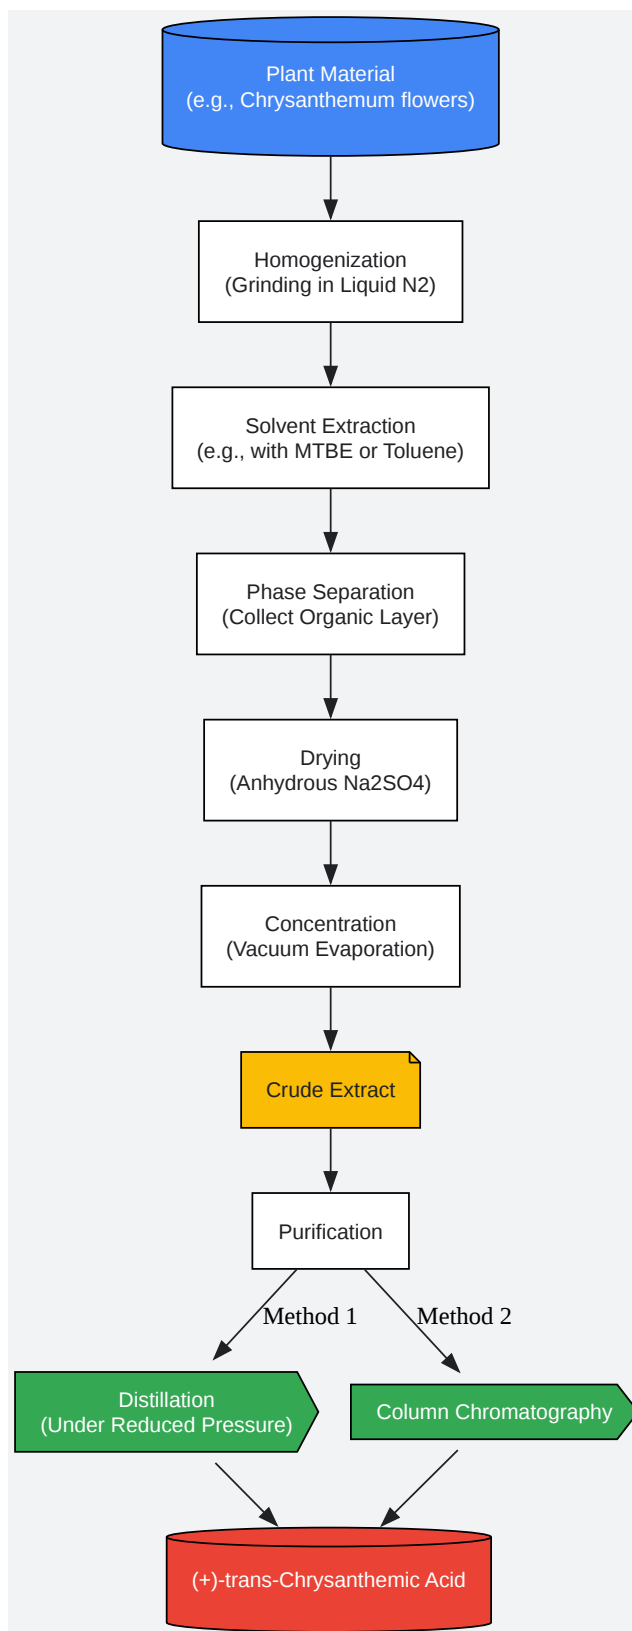 Plant Material
(e.g., Chrysanthemum flowers)
Homogenization
(Grinding in Liquid N2)
Solvent Extraction
(e.g., with MTBE or Toluene)
Phase Separation
(Collect Organic Layer)
Drying
(Anhydrous Na2SO4)
Concentration
(Vacuum Evaporation)
Crude Extract
Purification
Method 1
Method 2
Distillation
(Under Reduced Pressure)
Column Chromatography
(+)-trans-Chrysanthemic Acid